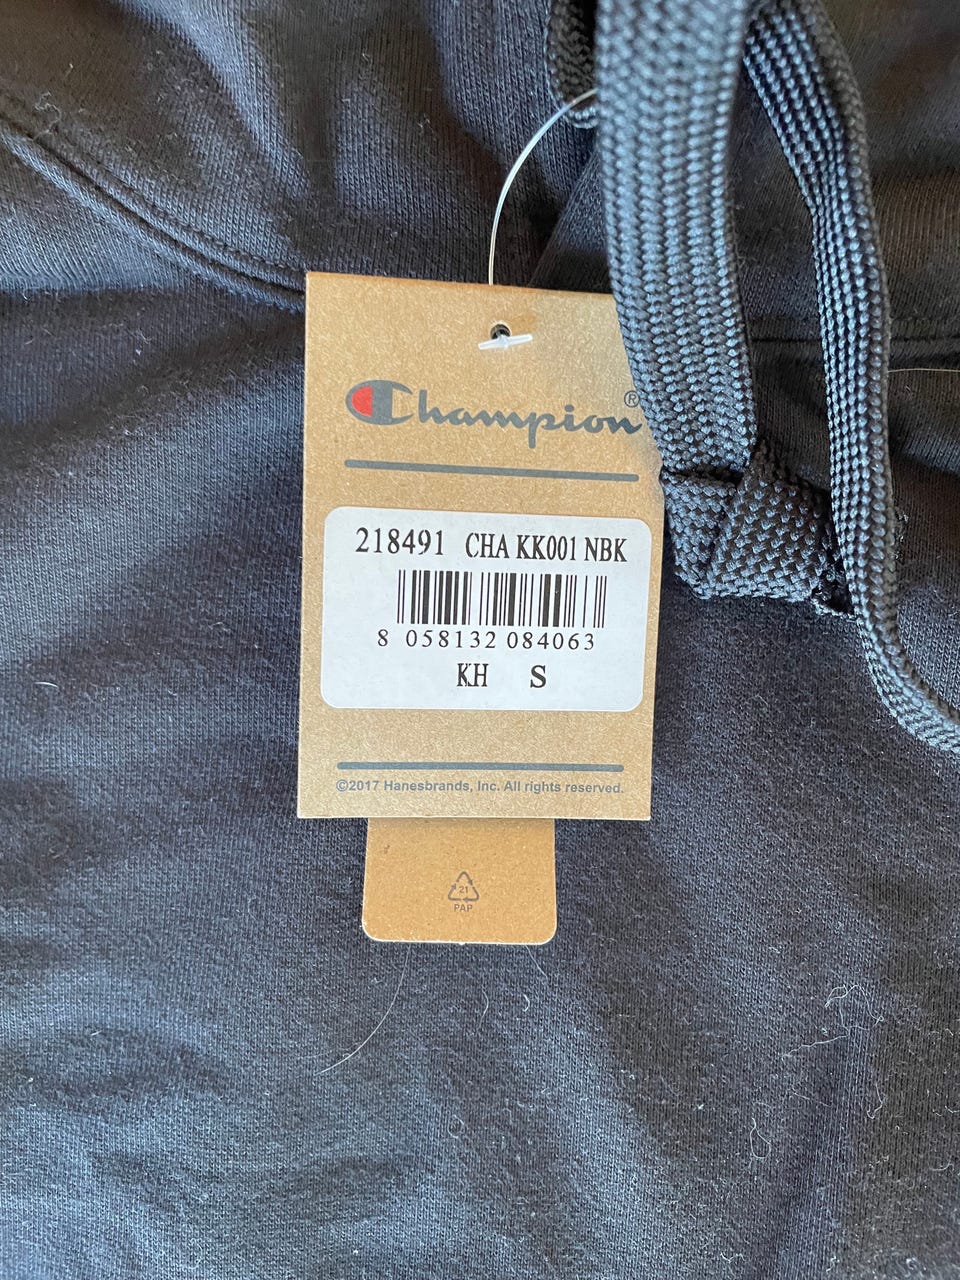 Champion®
218491 CHA KK001 NBK
8 058132 084063
KH S
©2017 Hanesbrands, Inc. All rights reserved.
21
PAP